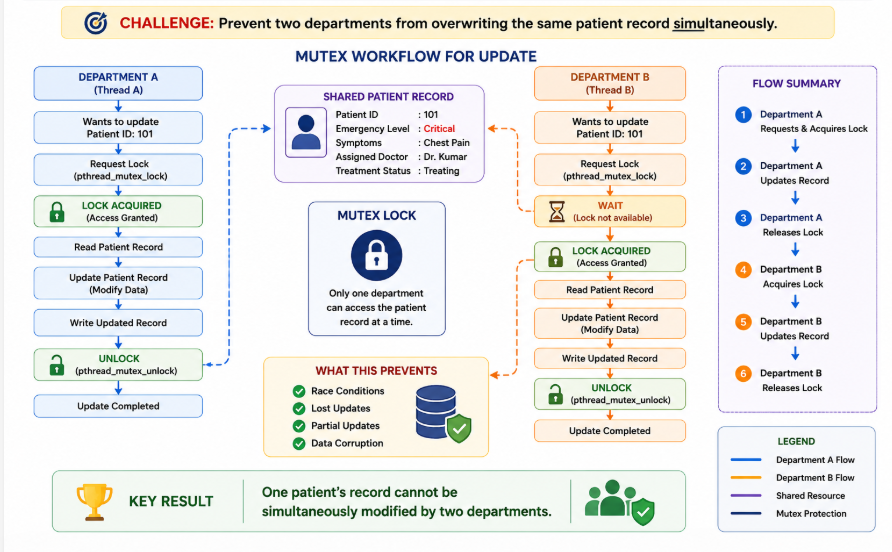 CHALLENGE: Prevent two departments from overwriting the same patient record simultaneously.
MUTEX WORKFLOW FOR UPDATE
DEPARTMENT A
(Thread A)
Wants to update
Patient ID: 101
Request Lock
(pthread_mutex_lock)
LOCK ACQUIRED
(Access Granted)
Read Patient Record
Update Patient Record
(Modify Data)
Write Updated Record
UNLOCK
(pthread_mutex_unlock)
Update Completed
SHARED PATIENT RECORD
Patient ID : 101
Emergency Level : Critical
Symptoms : Chest Pain
Assigned Doctor : Dr. Kumar
Treatment Status : Treating
MUTEX LOCK
Only one department
can access the patient
record at a time.
WHAT THIS PREVENTS
Race Conditions
Lost Updates
Partial Updates
Data Corruption
DEPARTMENT B
(Thread B)
Wants to update
Patient ID: 101
Request Lock
(pthread_mutex_lock)
WAIT
(Lock not available)
LOCK ACQUIRED
(Access Granted)
Read Patient Record
Update Patient Record
(Modify Data)
Write Updated Record
UNLOCK
(pthread_mutex_unlock)
Update Completed
FLOW SUMMARY
1 Department A
Requests & Acquires Lock
2 Department A
Updates Record
3 Department A
Releases Lock
4 Department B
Acquires Lock
5 Department B
Updates Record
6 Department B
Releases Lock
LEGEND
Department A Flow
Department B Flow
Shared Resource
Mutex Protection
KEY RESULT
One patient's record cannot be
simultaneously modified by two departments.